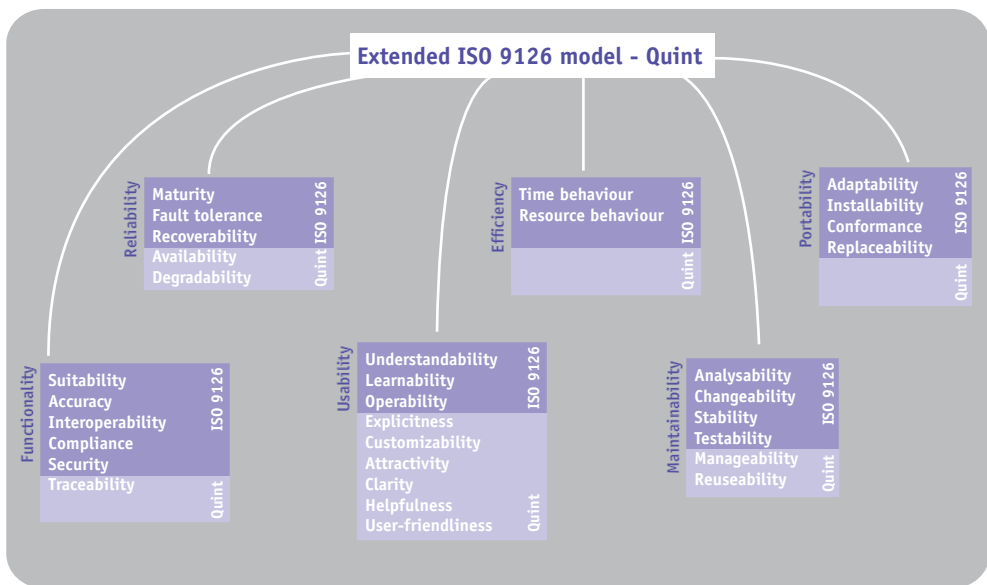 Extended ISO 9126 model - Quint
Reliability
Maturity
Fault tolerance
Recoverability
ISO 9126
Availability
Degradability
Quint
Efficiency
Time behaviour
Resource behaviour
ISO 9126
Quint
Portability
Adaptability
Installability
Conformance
Replaceability
ISO 9126
Quint
Functionality
Suitability
Accuracy
Interoperability
Compliance
Security
ISO 9126
Traceability
Quint
Usability
Understandability
Learnability
Operability
ISO 9126
Explicitness
Customizability
Attractivity
Clarity
Helpfulness
User-friendliness
Quint
Maintainability
Analysability
Changeability
Stability
Testability
ISO 9126
Manageability
Reuseability
Quint